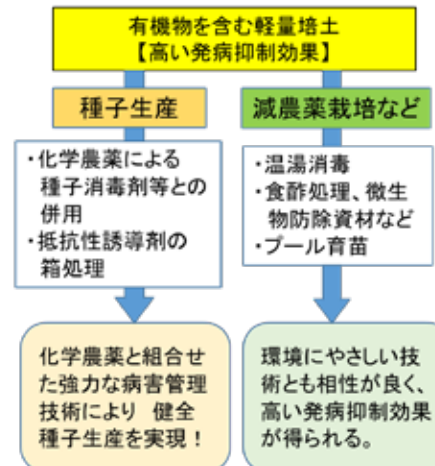 有機物を含む軽量培土
【高い発病抑制効果】
種子生産
・化学農薬による
種子消毒剤等との
併用
・抵抗性誘導剤の
箱処理
化学農薬と組合せ
た強力な病害管理
技術により 健全
種子生産を実現！
減農薬栽培など
・温湯消毒
・食酢処理、微生
物防除資材など
・プール育苗
環境にやさしい技
術とも相性が良く、
高い発病抑制効果
が得られる。